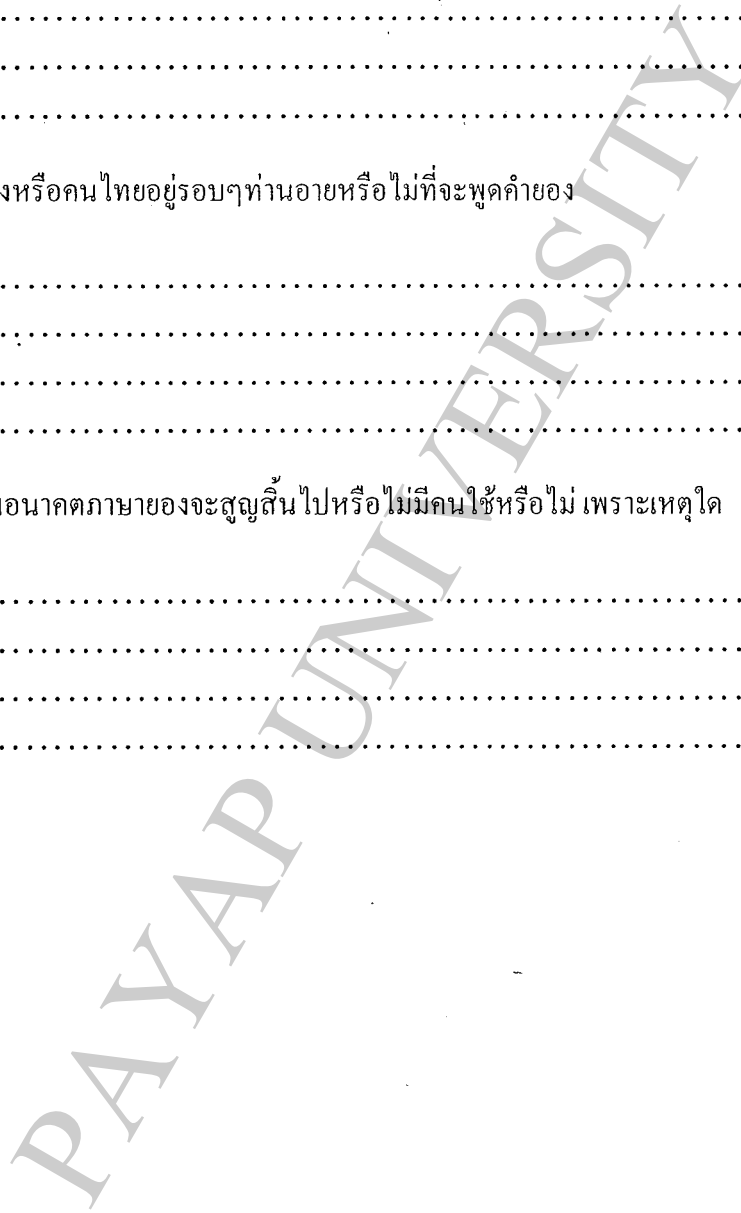 งหรือคนไทยอยู่รอบๆท่านอายหรือไม่ที่จะพูดคำยอง
อนาคตภาษายองจะสูญสิ้นไปหรือไม่มีคนใช้หรือไม่ เพราะเหตุใด
PAYAP UNIVERSITY